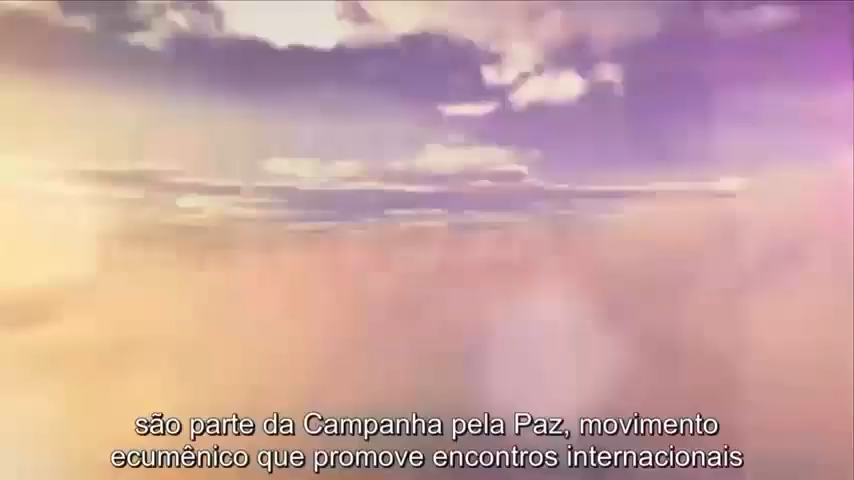 são parte da Campanha pela Paz, movimento
ecumênico que promove encontros internacionais